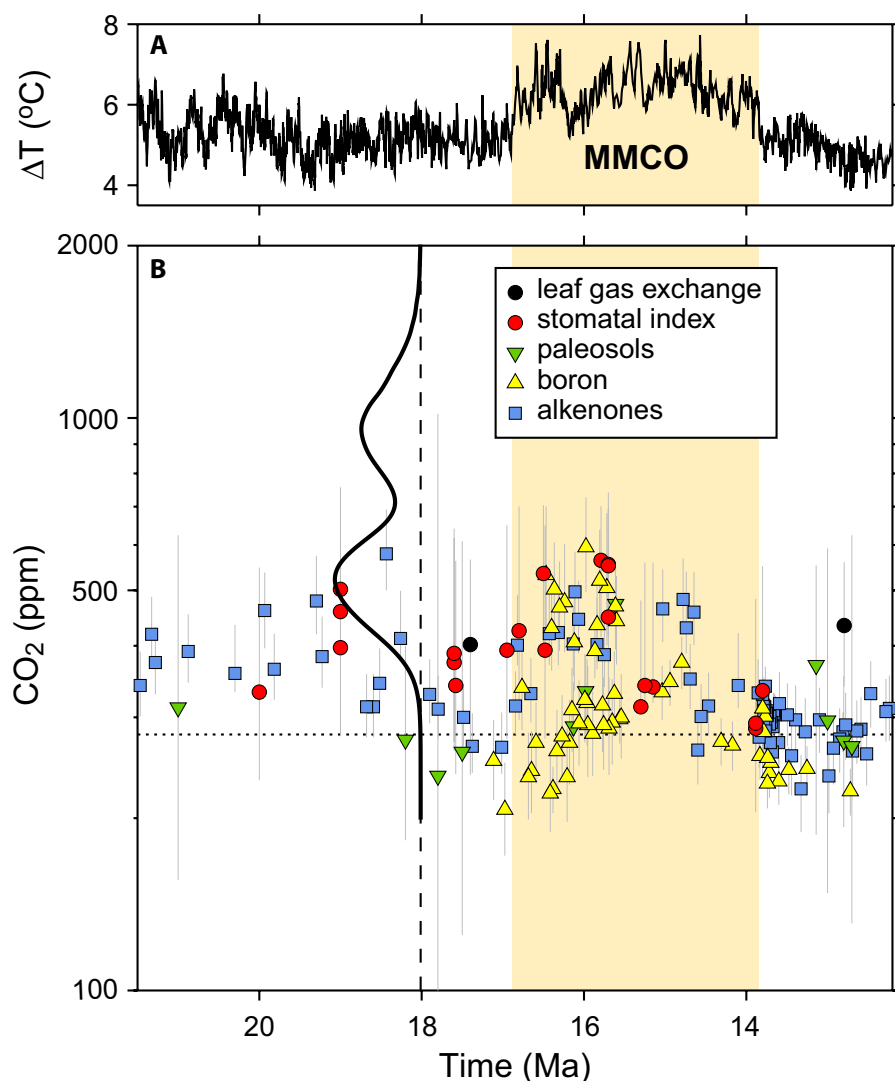 A
8
6
4
ΔT (ºC)
MMCO
B
2000
1000
500
100
CO₂ (ppm)
leaf gas exchange
stomatal index
paleosols
boron
alkenones
20
18
16
14
Time (Ma)